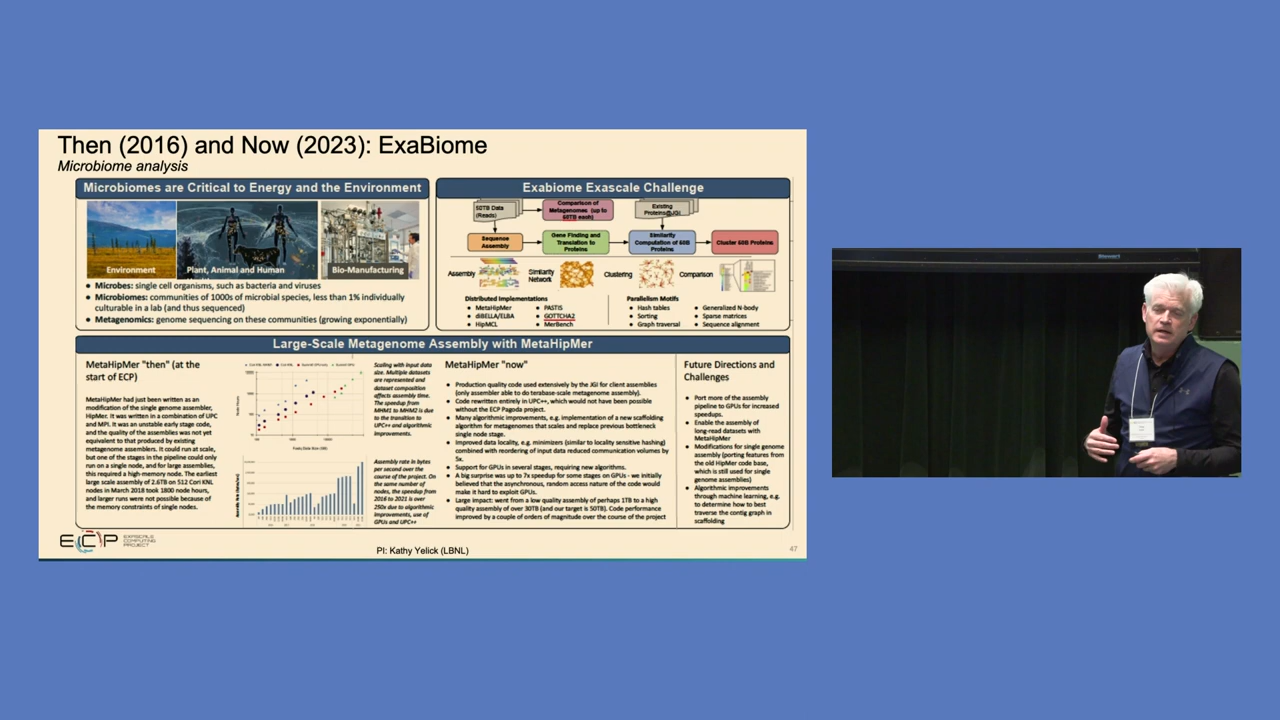 Then (2016) and Now (2023): ExaBiome
Microbiome analysis
Microbiomes are Critical to Energy and the Environment
Environment
Plant, Animal and Human
Bio-Manufacturing
● Microbes: single cell organisms, such as bacteria and viruses
● Microbiomes: communities of 1000s of microbial species, less than 1% individually
culturable in a lab (and thus sequenced)
● Metagenomics: genome sequencing on these communities (growing exponentially)
Exabiome Exascale Challenge
50TB Data
(Reads)
Comparison of
Metagenomes (up to
50TB each)
Existing
Proteins@JGI
Sequence
Assembly
Gene Finding and
Translation to
Proteins
Similarity
Computation of 60B
Proteins
Cluster 60B Proteins
Assembly
Similarity
Network
Clustering
Comparison
Distributed Implementations
● MetaHipMer
● diBELLA/ELBA
● HipMCL
● PASTIS
● GOTTCHA2
● MerBench
Parallelism Motifs
● Hash tables
● Sorting
● Graph traversal
● Generalized N-body
● Sparse matrices
● Sequence alignment
Large-Scale Metagenome Assembly with MetaHipMer
MetaHipMer "then" (at the
start of ECP)
MetaHipMer had just been written as an
modification of the single genome assembler,
HipMer. It was written in a combination of UPC
and MPI. It was an unstable early stage code,
and the quality of the assemblies was not yet
equivalent to that produced by existing
metagenome assemblers. It could run at scale,
but one of the stages in the pipeline could only
run on a single node, and for large assemblies,
this required a high-memory node. The earliest
large scale assembly of 2.6TB on 512 Cori KNL
nodes in March 2018 took 1800 node hours,
and larger runs were not possible because of
the memory constraints of single nodes.
Scaling with input data
size. Multiple datasets
are represented and
dataset composition
affects assembly time.
The speedup from
MHM1 to MHM2 is due
to the transition to
UPC++ and algorithmic
improvements.
Assembly rate in bytes
per second over the
course of the project. On
the same number of
nodes, the speedup from
2016 to 2021 is over
250x due to algorithmic
improvements, use of
GPUs and UPC++
MetaHipMer "now"
● Production quality code used extensively by the JGI for client assemblies
(only assembler able to do terabase-scale metagenome assembly).
● Code rewritten entirely in UPC++, which would not have been possible
without the ECP Pagoda project.
● Many algorithmic improvements, e.g. implementation of a new scaffolding
algorithm for metagenomes that scales and replace previous bottleneck
single node stage.
● Improved data locality, e.g. minimizers (similar to locality sensitive hashing)
combined with reordering of input data reduced communication volumes by
5x.
● Support for GPUs in several stages, requiring new algorithms.
● A big surprise was up to 7x speedup for some stages on GPUs - we initially
believed that the asynchronous, random access nature of the code would
make it hard to exploit GPUs.
● Large impact: went from a low quality assembly of perhaps 1TB to a high
quality assembly of over 30TB (and our target is 50TB). Code performance
improved by a couple of orders of magnitude over the course of the project
Future Directions and
Challenges
● Port more of the assembly
pipeline to GPUs for increased
speedups.
● Enable the assembly of
long-read datasets with
MetaHipMer
● Modifications for single genome
assembly (porting features from
the old HipMer code base,
which is still used for single
genome assemblies)
● Algorithmic improvements
through machine learning, e.g.
to determine how to best
traverse the contig graph in
scaffolding
ECP
EXASCALE
COMPUTING
PROJECT
PI: Kathy Yelick (LBNL)
47